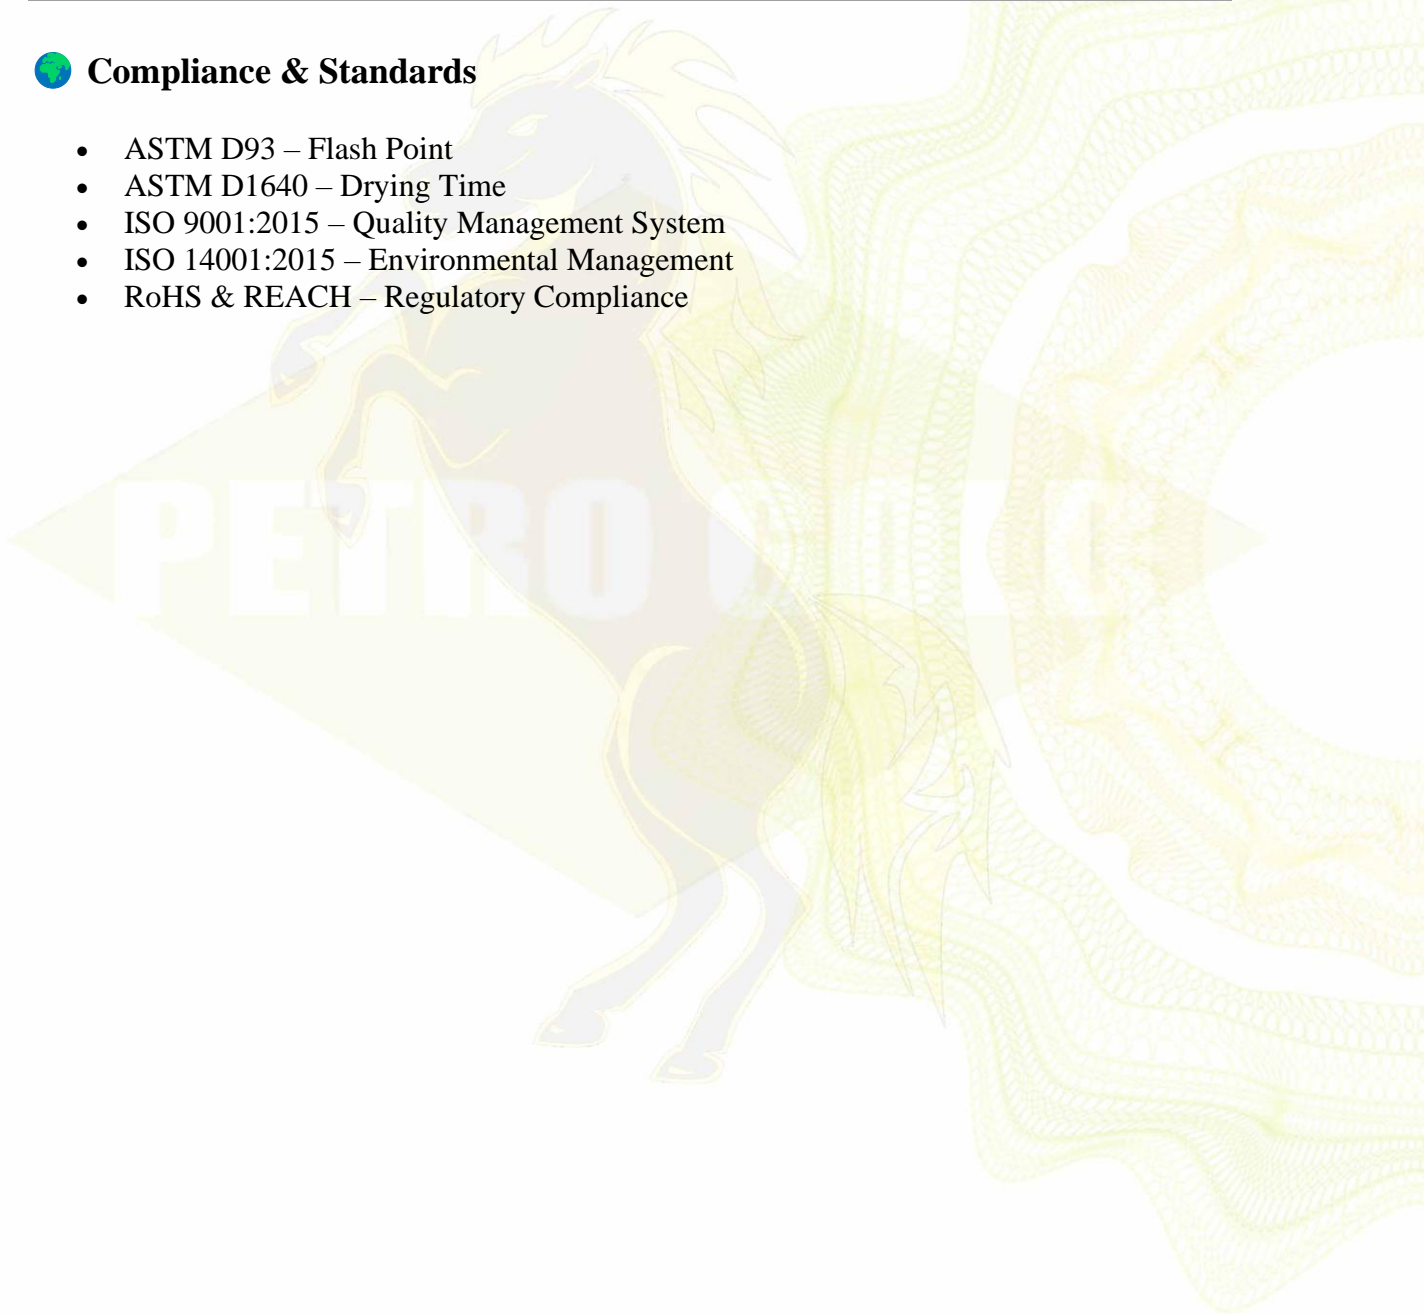 Compliance & Standards
• ASTM D93 – Flash Point
• ASTM D1640 – Drying Time
• ISO 9001:2015 – Quality Management System
• ISO 14001:2015 – Environmental Management
• RoHS & REACH – Regulatory Compliance
PETRO